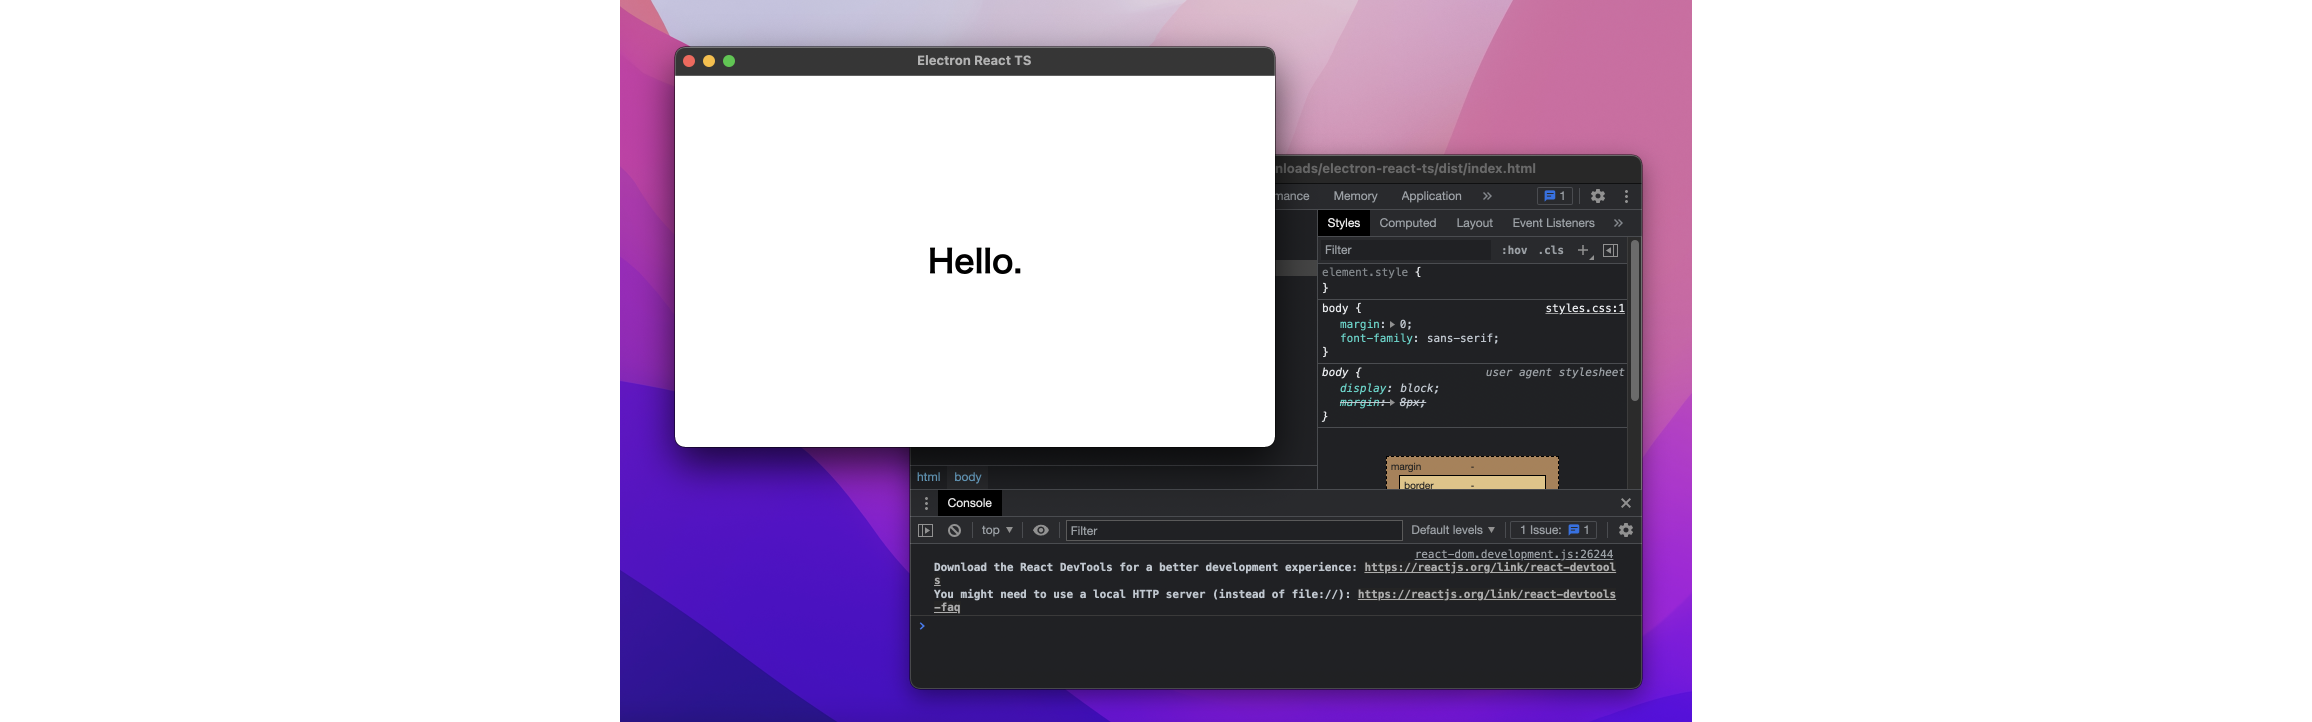 Electron React TS
Hello.
nloads/electron-react-ts/dist/index.html
mance Memory Application » 1
Styles Computed Layout Event Listeners »
Filter :hov .cls +
element.style {
}
body { styles.css:1
margin: 0;
font-family: sans-serif;
}
body { user agent stylesheet
display: block;
margin: 8px;
}
margin -
border -
html body
Console
top Filter Default levels 1 Issue: 1
react-dom.development.js:26244
Download the React DevTools for a better development experience: https://reactjs.org/link/react-devtool
s
You might need to use a local HTTP server (instead of file://): https://reactjs.org/link/react-devtools
-faq
>